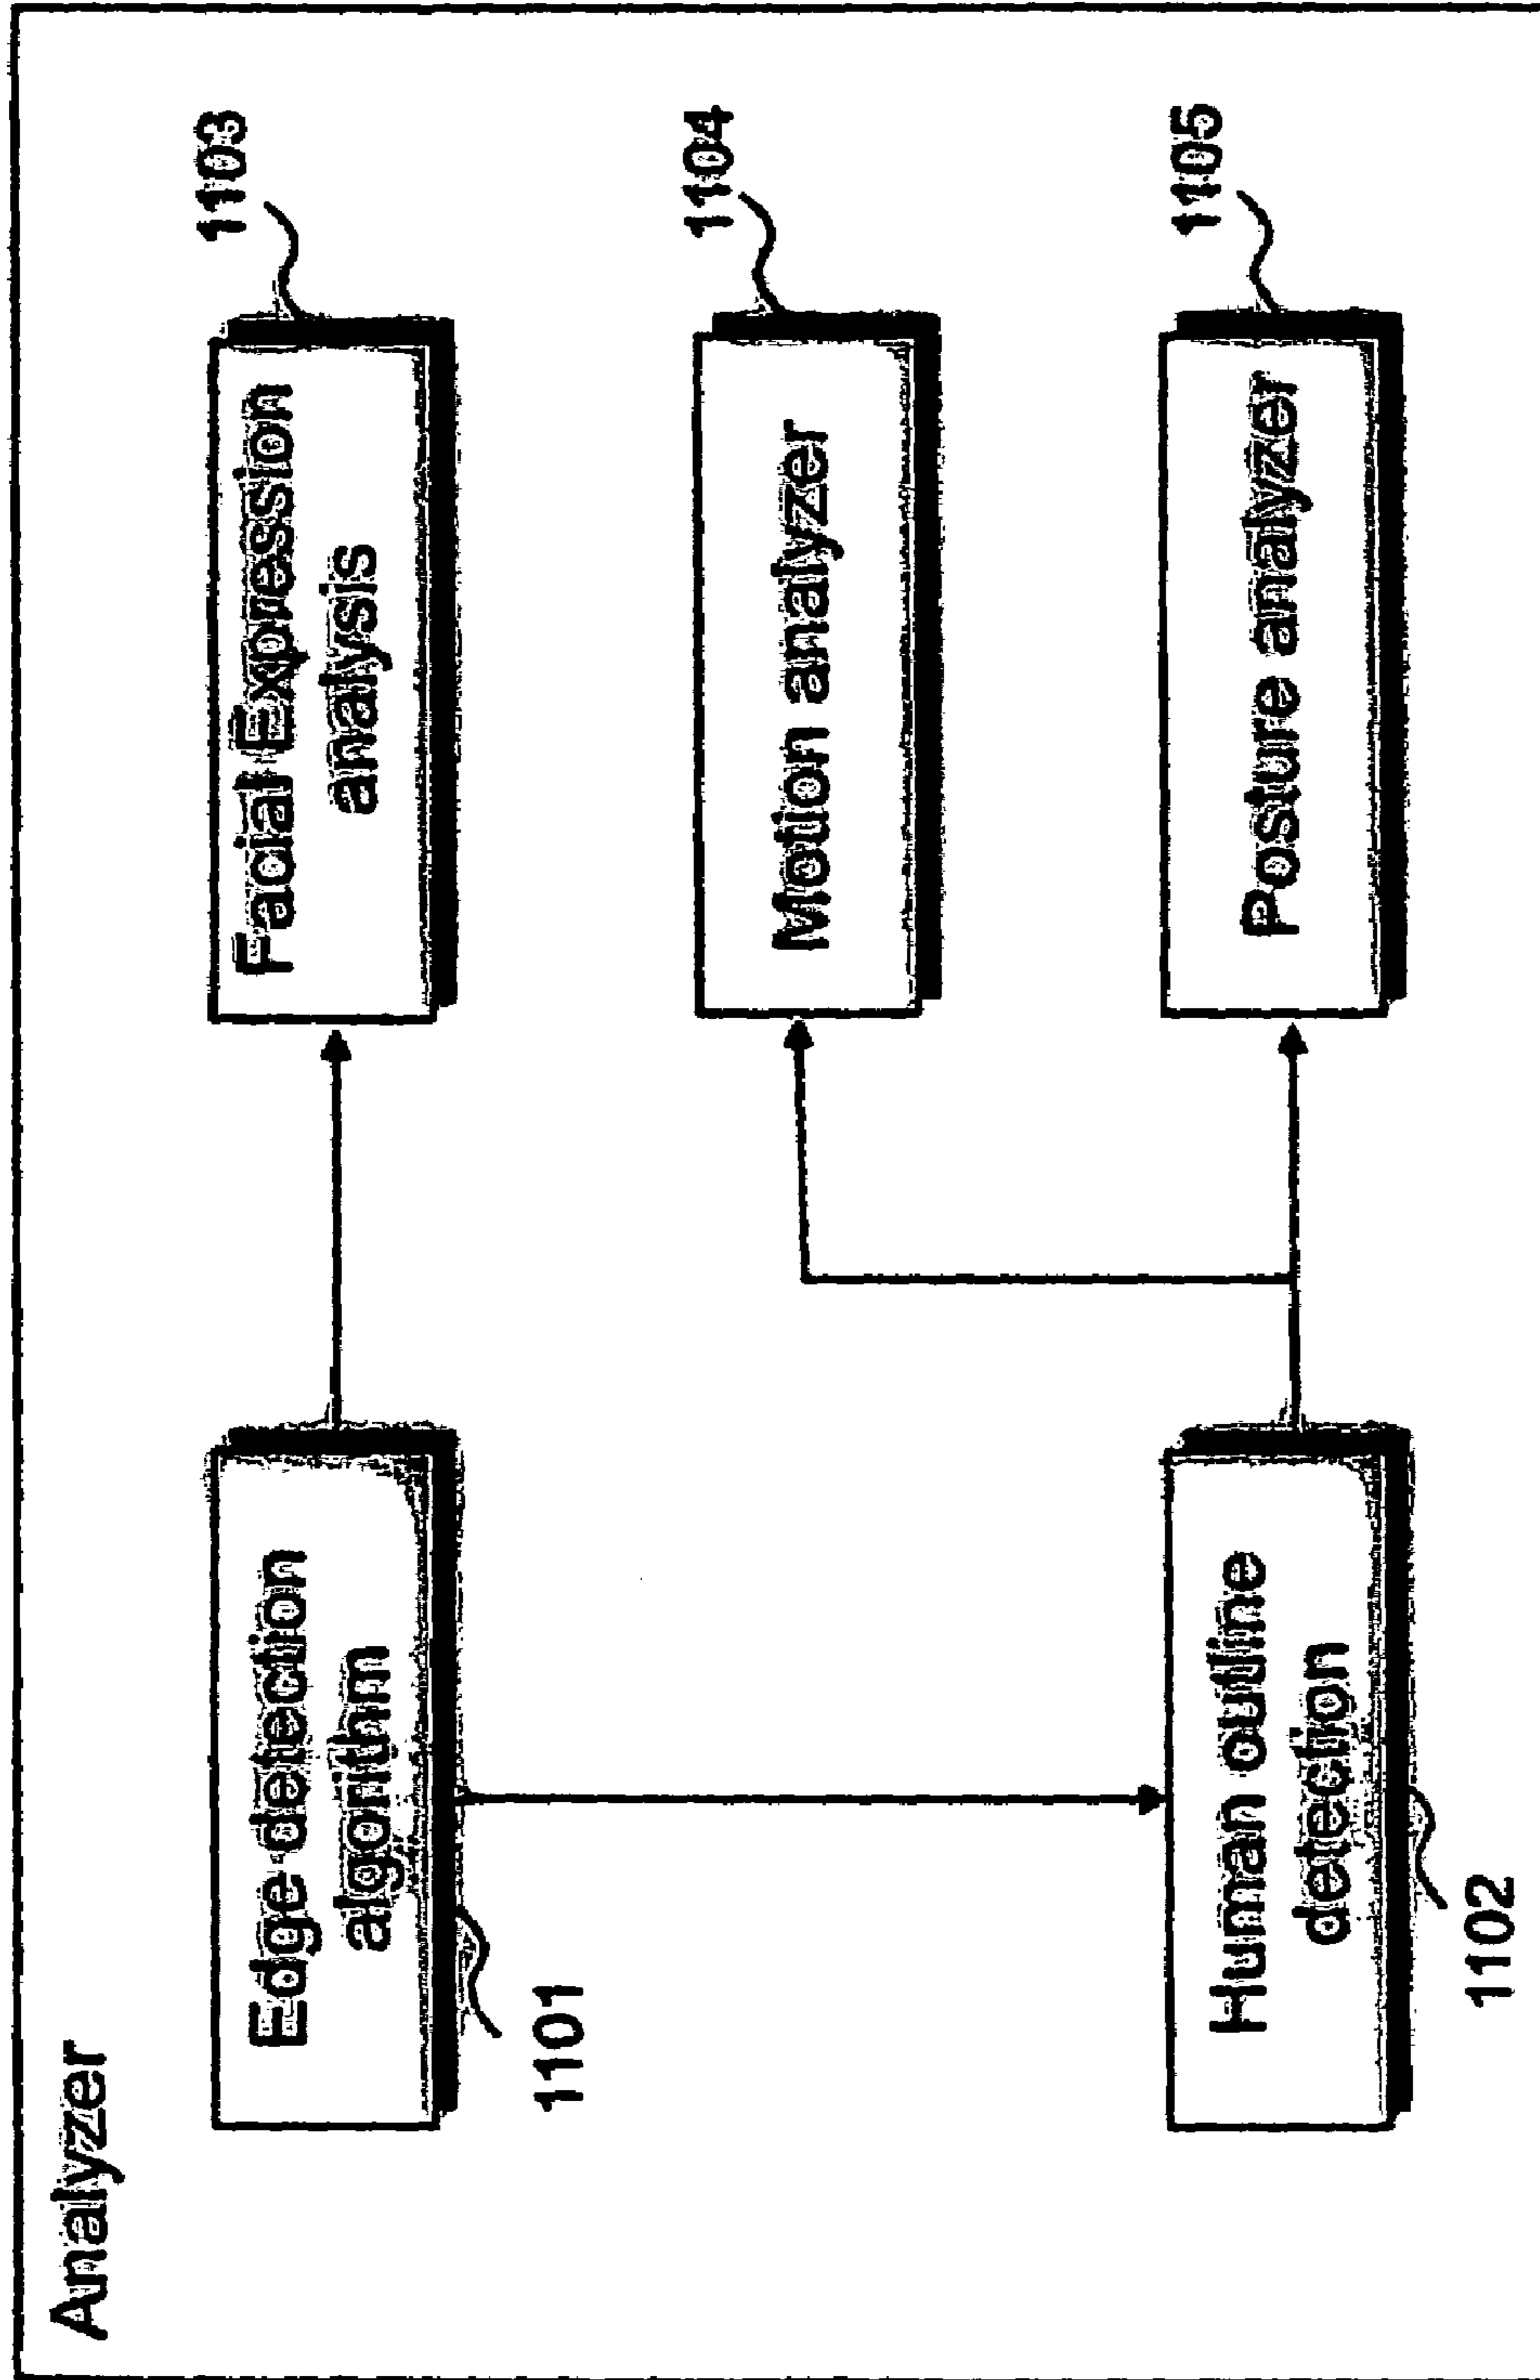 Analyzer
Edge detection
algorithm
1101
Facial Expression
analysis
1103
Motion analyzer
1104
Human outline
detection
1102
Posture analyzer
1105